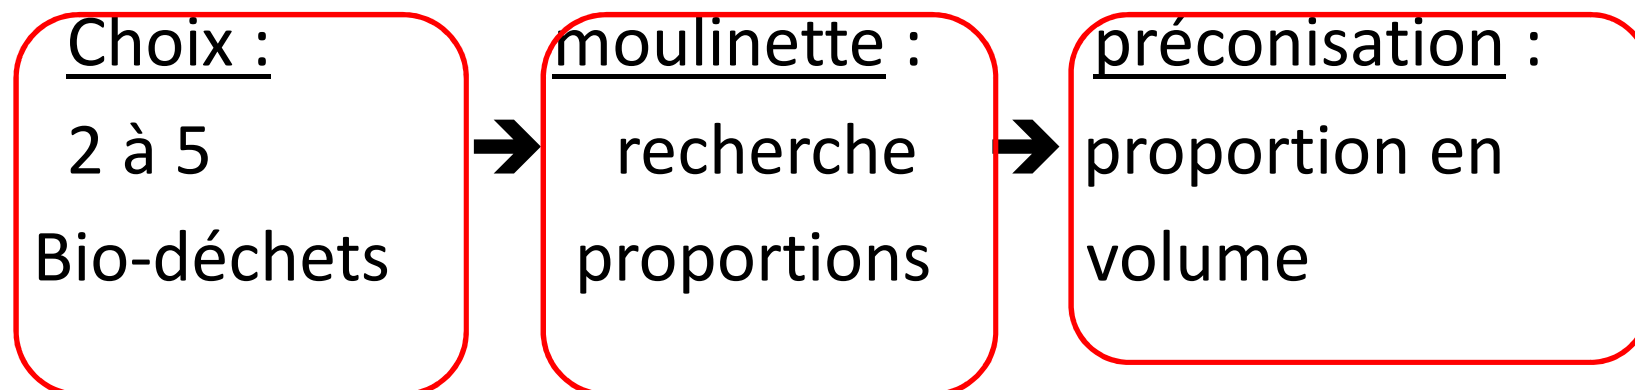 Choix :
2 à 5
Bio-déchets
moulinette :
recherche
proportions
préconisation :
proportion en
volume